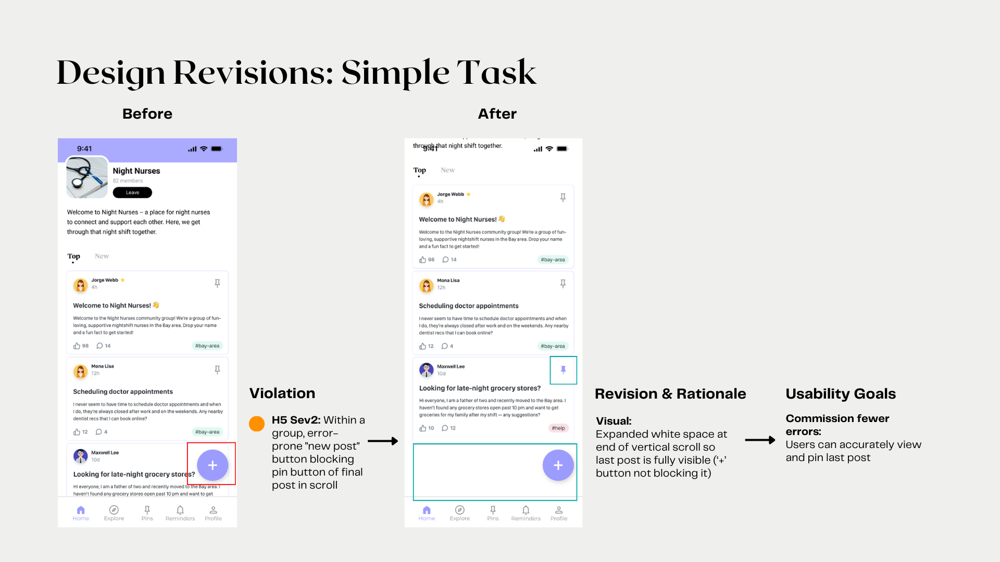 Design Revisions: Simple Task
Before
9:41
Night Nurses
82 members
Leave
Welcome to Night Nurses -- a place for night nurses
to connect and support each other. Here, we get
through that night shift together.
Top New
Jorge Webb
4h
Welcome to Night Nurses! 👋
Welcome to the Night Nurses community group! We're a group of fun-
loving, supportive nightshift nurses in the Bay area. Drop your name
and a fun fact to get started!
98 14 #bay-area
Mona Lisa
12h
Scheduling doctor appointments
I never seem to have time to schedule doctor appointments and when
I do, they're always closed after work and on the weekends. Any nearby
dentist recs that I can book online?
12 4 #bay-area
Maxwell Lee
10d
Looking for late-night grocery stores?
Hi everyone, I am a father of two and recently moved to the Bay area. I
haven't found any grocery stores open past 10 pm and want to get
+
Home Explore Pins Reminders Profile
Violation
H5 Sev2: Within a
group, error-
prone "new post"
button blocking
pin button of final
post in scroll
After
through that night shift together.
9:41
Top New
Jorge Webb
4h
Welcome to Night Nurses! 👋
Welcome to the Night Nurses community group! We're a group of fun-
loving, supportive nightshift nurses in the Bay area. Drop your name
and a fun fact to get started!
98 14 #bay-area
Mona Lisa
12h
Scheduling doctor appointments
I never seem to have time to schedule doctor appointments and when
I do, they're always closed after work and on the weekends. Any nearby
dentist recs that I can book online?
12 4 #bay-area
Maxwell Lee
10d
Looking for late-night grocery stores?
Hi everyone, I am a father of two and recently moved to the Bay area. I
haven't found any grocery stores open past 10 pm and want to get
groceries for my family after my shift -- any suggestions?
10 12 #help
+
Home Explore Pins Reminders Profile
Revision & Rationale
Visual:
Expanded white space at
end of vertical scroll so
last post is fully visible (‘+’
button not blocking it)
Usability Goals
Commission fewer
errors:
Users can accurately view
and pin last post